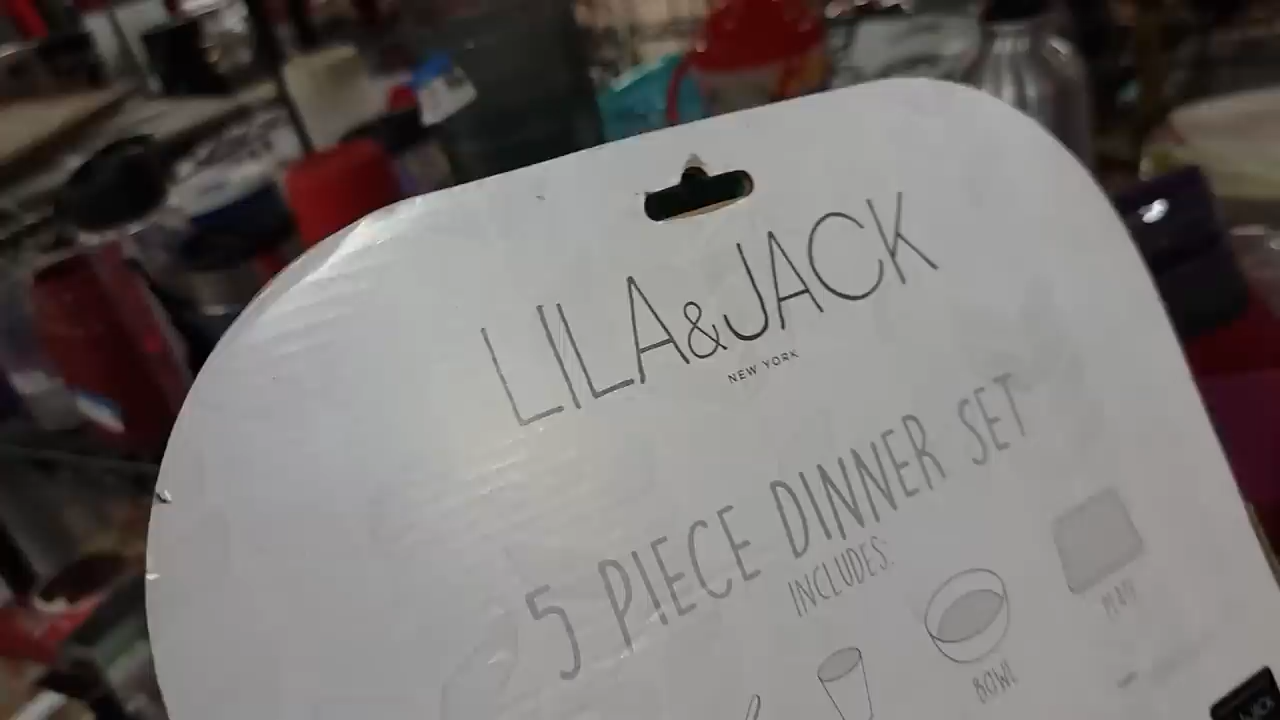 LILA&JACK
NEW YORK
5 PIECE DINNER SET
INCLUDES:
BOWL